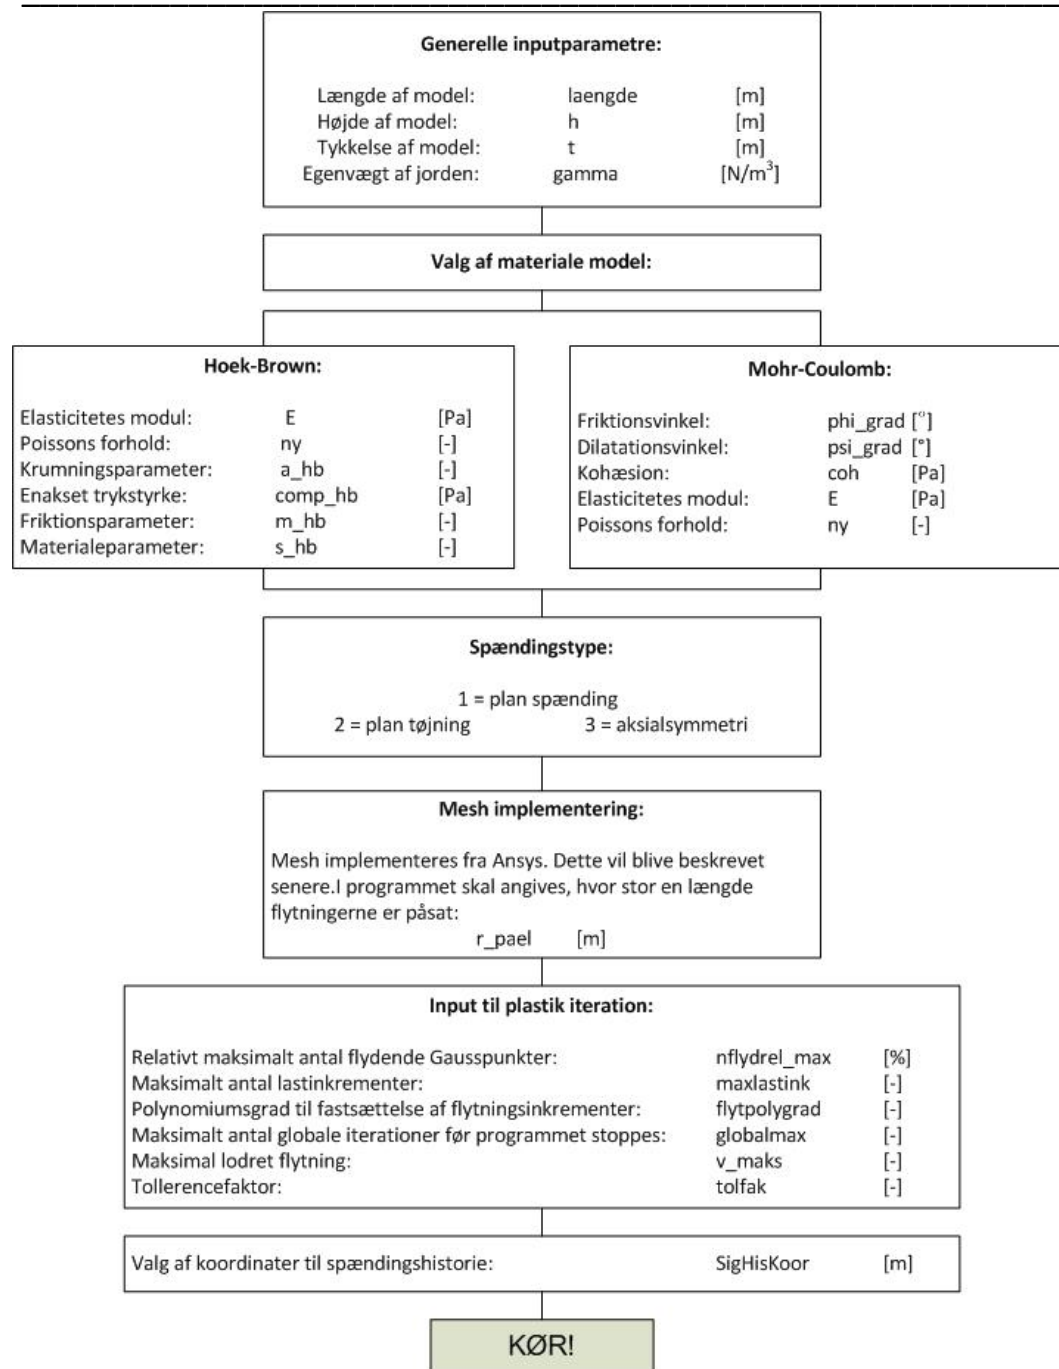 Generelle inputparametre:
Længde af model: laengde [m]
Højde af model: h [m]
Tykkelse af model: t [m]
Egenvægt af jorden: gamma [N/m³]
Valg af materiale model:
Hoek-Brown:
Elasticitetes modul: E [Pa]
Poissons forhold: ny [-]
Krumningsparameter: a_hb [-]
Enakset trykstyrke: comp_hb [Pa]
Friktionsparameter: m_hb [-]
Materialeparameter: s_hb [-]
Mohr-Coulomb:
Friktionsvinkel: phi_grad [°]
Dilatationsvinkel: psi_grad [°]
Kohæsion: coh [Pa]
Elasticitetes modul: E [Pa]
Poissons forhold: ny [-]
Spændingstype:
1 = plan spænding
2 = plan tøjning 3 = aksialsymmetri
Mesh implementering:
Mesh implementeres fra Ansys. Dette vil blive beskrevet
senere.I programmet skal angives, hvor stor en længde
flytningerne er påsat:
r_pael [m]
Input til plastik iteration:
Relativt maksimalt antal flydende Gausspunkter: nflydrel_max [%]
Maksimalt antal lastinkrementer: maxlastink [-]
Polynomiumsgrad til fastsættelse af flytningsinkrementer: flytpolygrad [-]
Maksimalt antal globale iterationer før programmet stoppes: globalmax [-]
Maksimal lodret flytning: v_maks [-]
Tollerencefaktor: tolfak [-]
Valg af koordinater til spændingshistorie: SigHisKoor [m]
KØR!